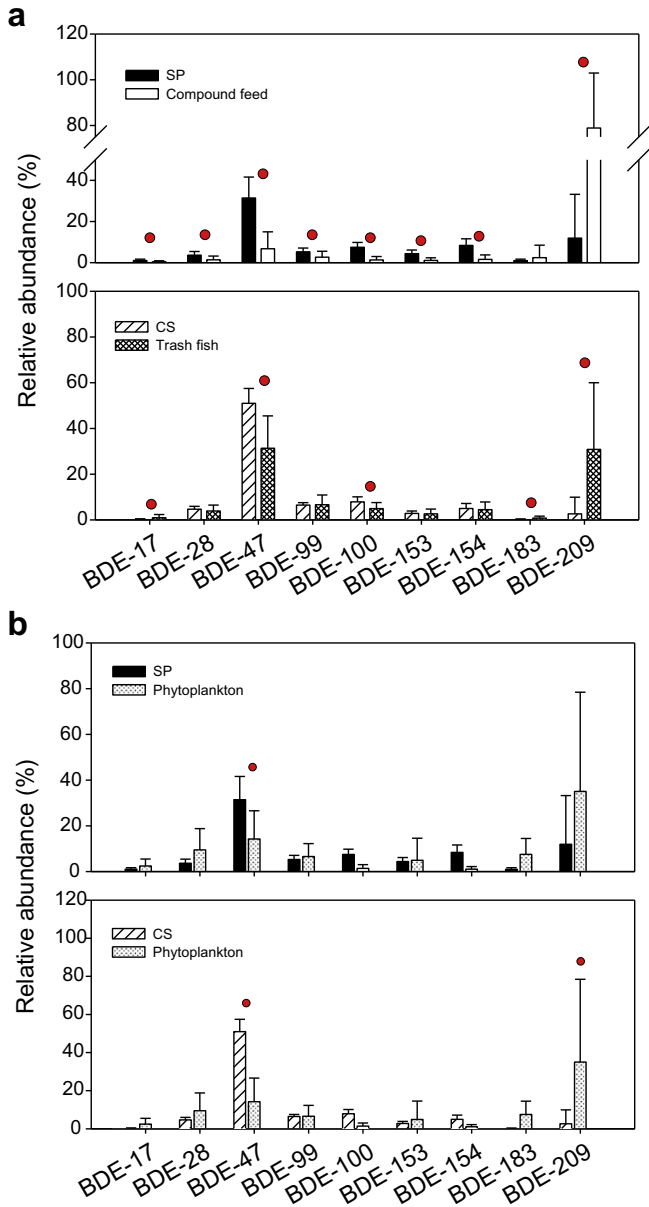 a
Relative abundance (%)
120
100
80
40
20
0
SP
Compound feed
100
80
60
40
20
0
CS
Trash fish
BDE-17
BDE-28
BDE-47
BDE-99
BDE-100
BDE-153
BDE-154
BDE-183
BDE-209
b
Relative abundance (%)
100
80
60
40
20
0
SP
Phytoplankton
120
100
80
60
40
20
0
CS
Phytoplankton
BDE-17
BDE-28
BDE-47
BDE-99
BDE-100
BDE-153
BDE-154
BDE-183
BDE-209